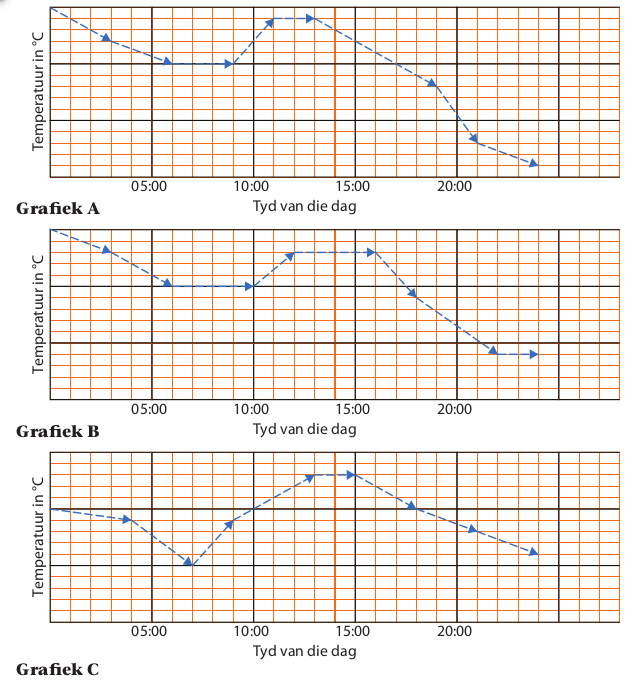 Temperatuur in °C
05:00 10:00 15:00 20:00
Tyd van die dag
Grafiek A
Temperatuur in °C
05:00 10:00 15:00 20:00
Tyd van die dag
Grafiek B
Temperatuur in °C
05:00 10:00 15:00 20:00
Tyd van die dag
Grafiek C